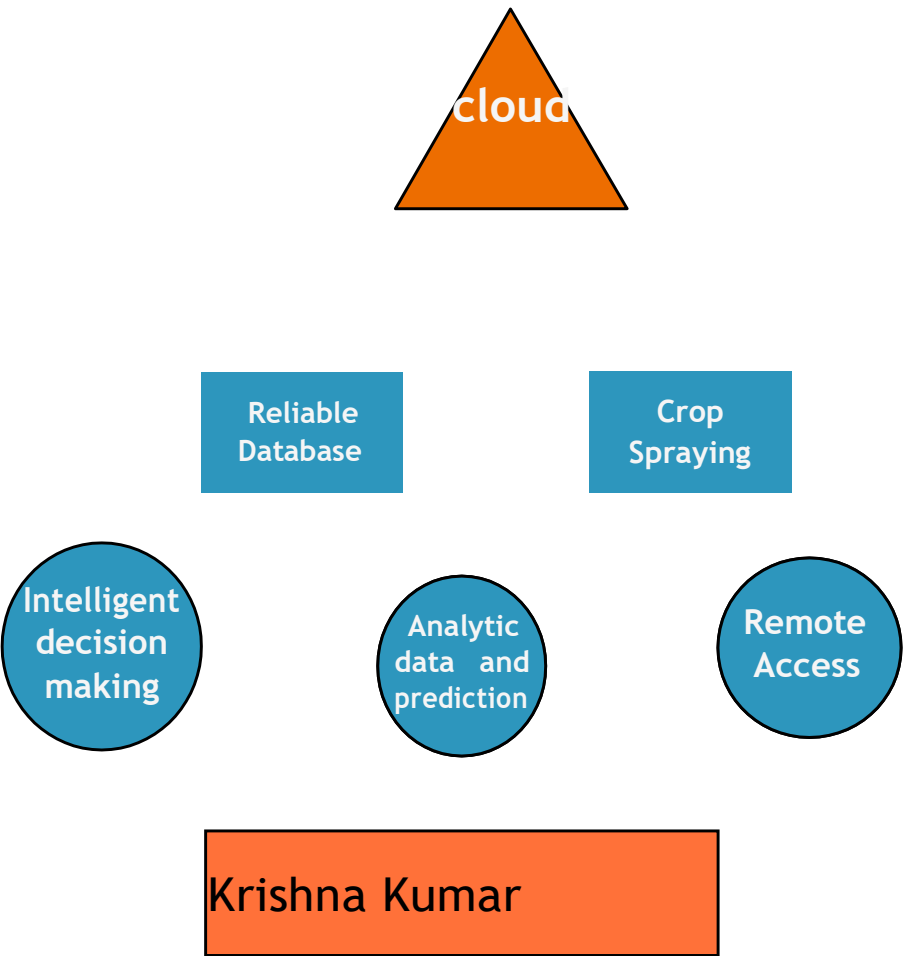 cloud
Reliable
Database
Crop
Spraying
Intelligent
decision
making
Analytic
data and
prediction
Remote
Access
Krishna Kumar